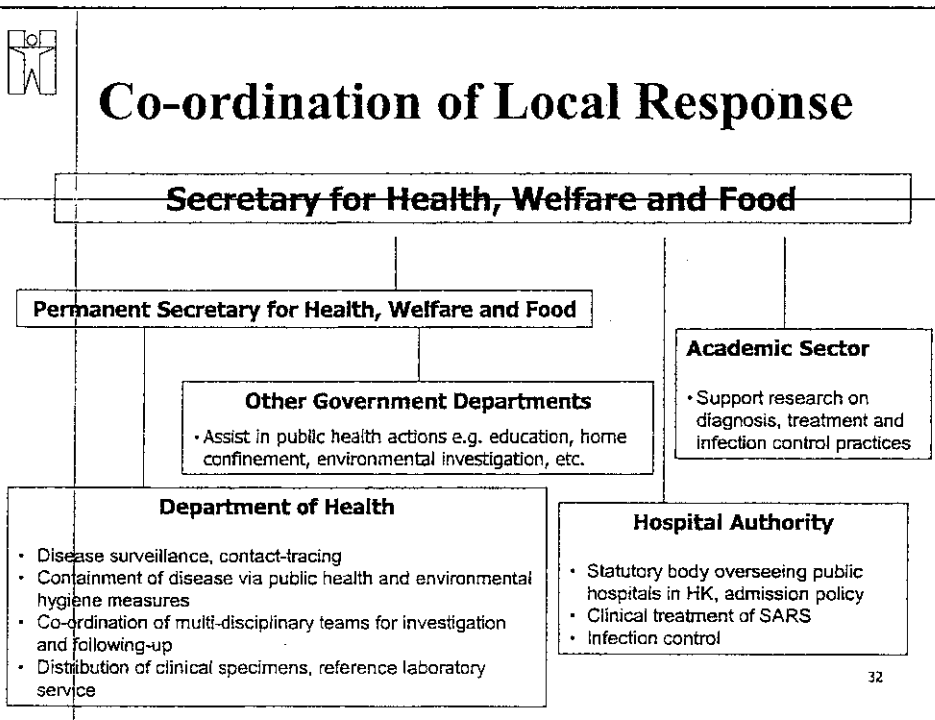 Co-ordination of Local Response
Secretary for Health, Welfare and Food
Permanent Secretary for Health, Welfare and Food
Academic Sector
• Support research on
diagnosis, treatment and
infection control practices
Other Government Departments
• Assist in public health actions e.g. education, home
confinement, environmental investigation, etc.
Department of Health
• Disease surveillance, contact-tracing
• Containment of disease via public health and environmental
hygiene measures
• Co-ordination of multi-disciplinary teams for investigation
and following-up
• Distribution of clinical specimens, reference laboratory
service
Hospital Authority
• Statutory body overseeing public
hospitals in HK, admission policy
• Clinical treatment of SARS
• Infection control
32